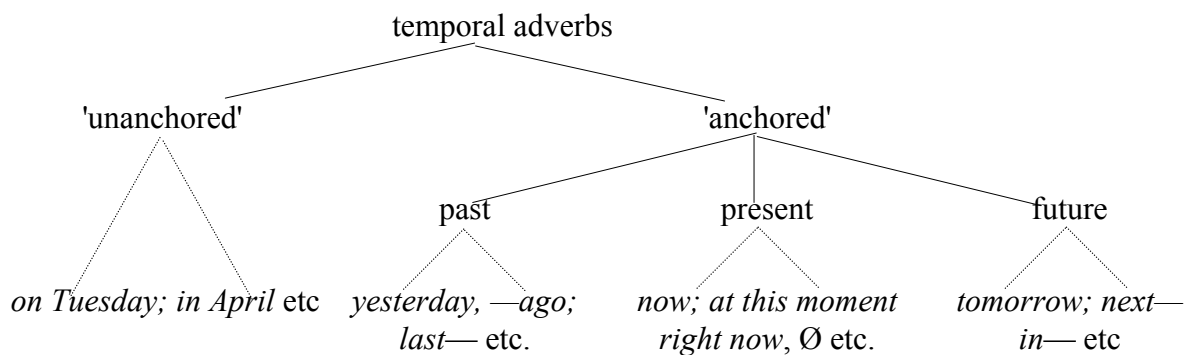 temporal adverbs
'unanchored' 'anchored'
past present future
on Tuesday; in April etc yesterday, —ago; now; at this moment tomorrow; next—
last— etc. right now, Ø etc. in— etc